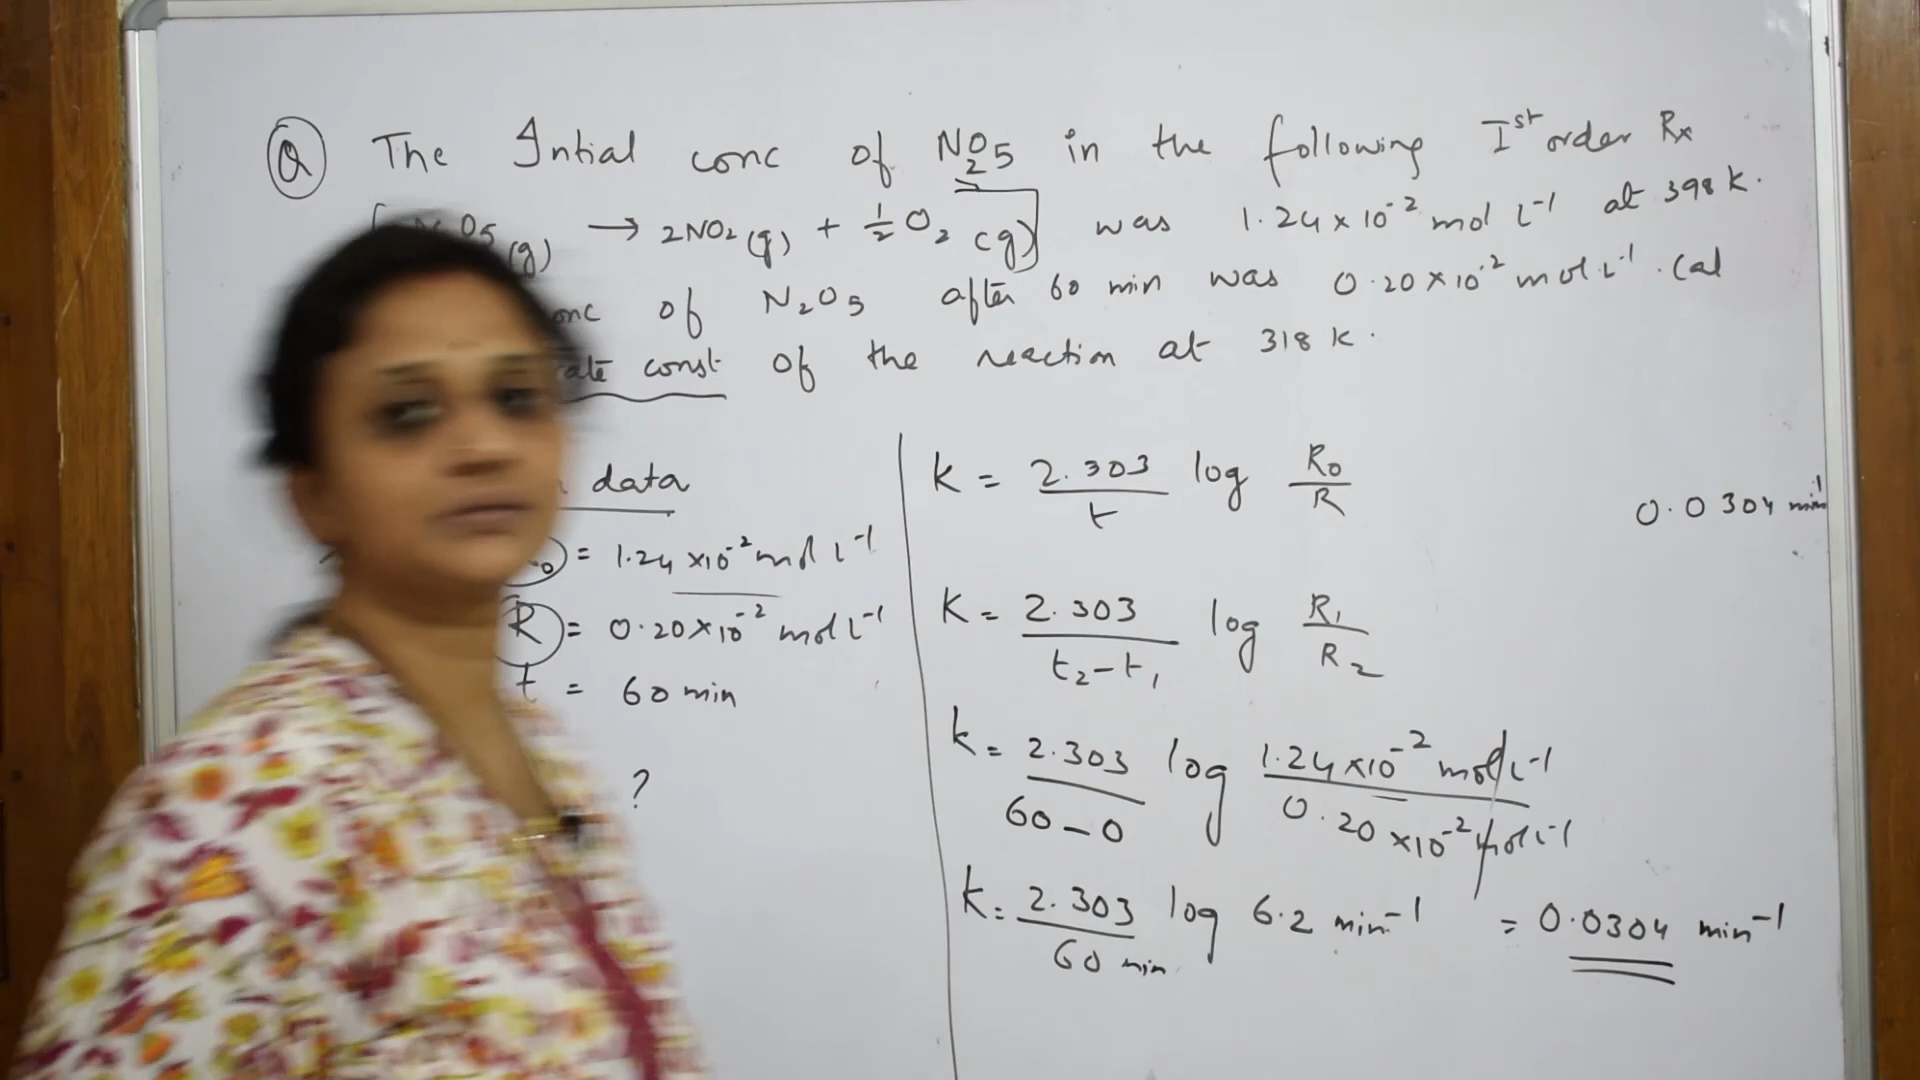 Q The Intial conc of N2O5 in the following Ist order Rx
O5(g) → 2NO2(g) + 1/2 O2(g) was 1.24 x 10⁻² mol L⁻¹ at 398 K.
of N2O5 after 60 min was 0.20 x 10⁻² mol L⁻¹. Cal
const of the reaction at 318 K.
data
= 1.24 x 10⁻² mol L⁻¹
R = 0.20 x 10⁻² mol L⁻¹
t = 60 min
?
k = 2.303/t log R0/R
K = 2.303/(t2 - t1) log R1/R2
k = 2.303/(60 - 0) log 1.24 x 10⁻² mol L⁻¹/0.20 x 10⁻² mol L⁻¹
k = 2.303/60 min log 6.2 min⁻¹ = 0.0304 min⁻¹
0.0304 min⁻¹